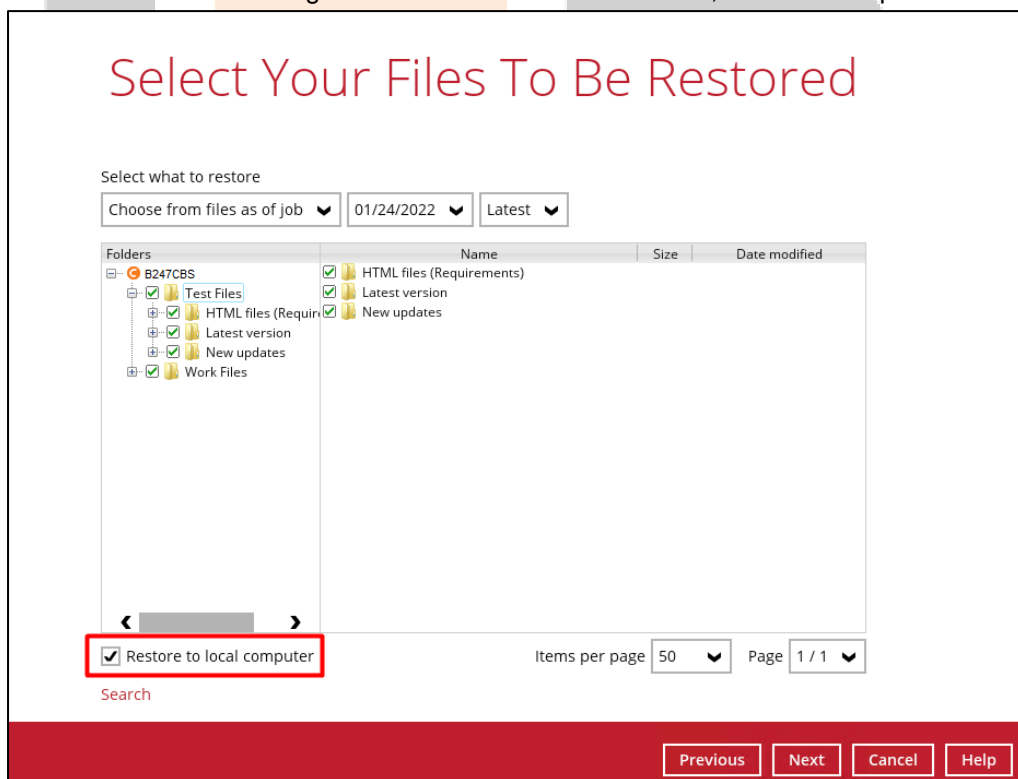 Select Your Files To Be Restored
Select what to restore
Choose from files as of job 01/24/2022 Latest
Folders Name Size Date modified
B247CBS HTML files (Requirements)
Test Files Latest version
HTML files (Requir New updates
Latest version
New updates
Work Files
Restore to local computer Items per page 50 Page 1 / 1
Search
Previous Next Cancel Help